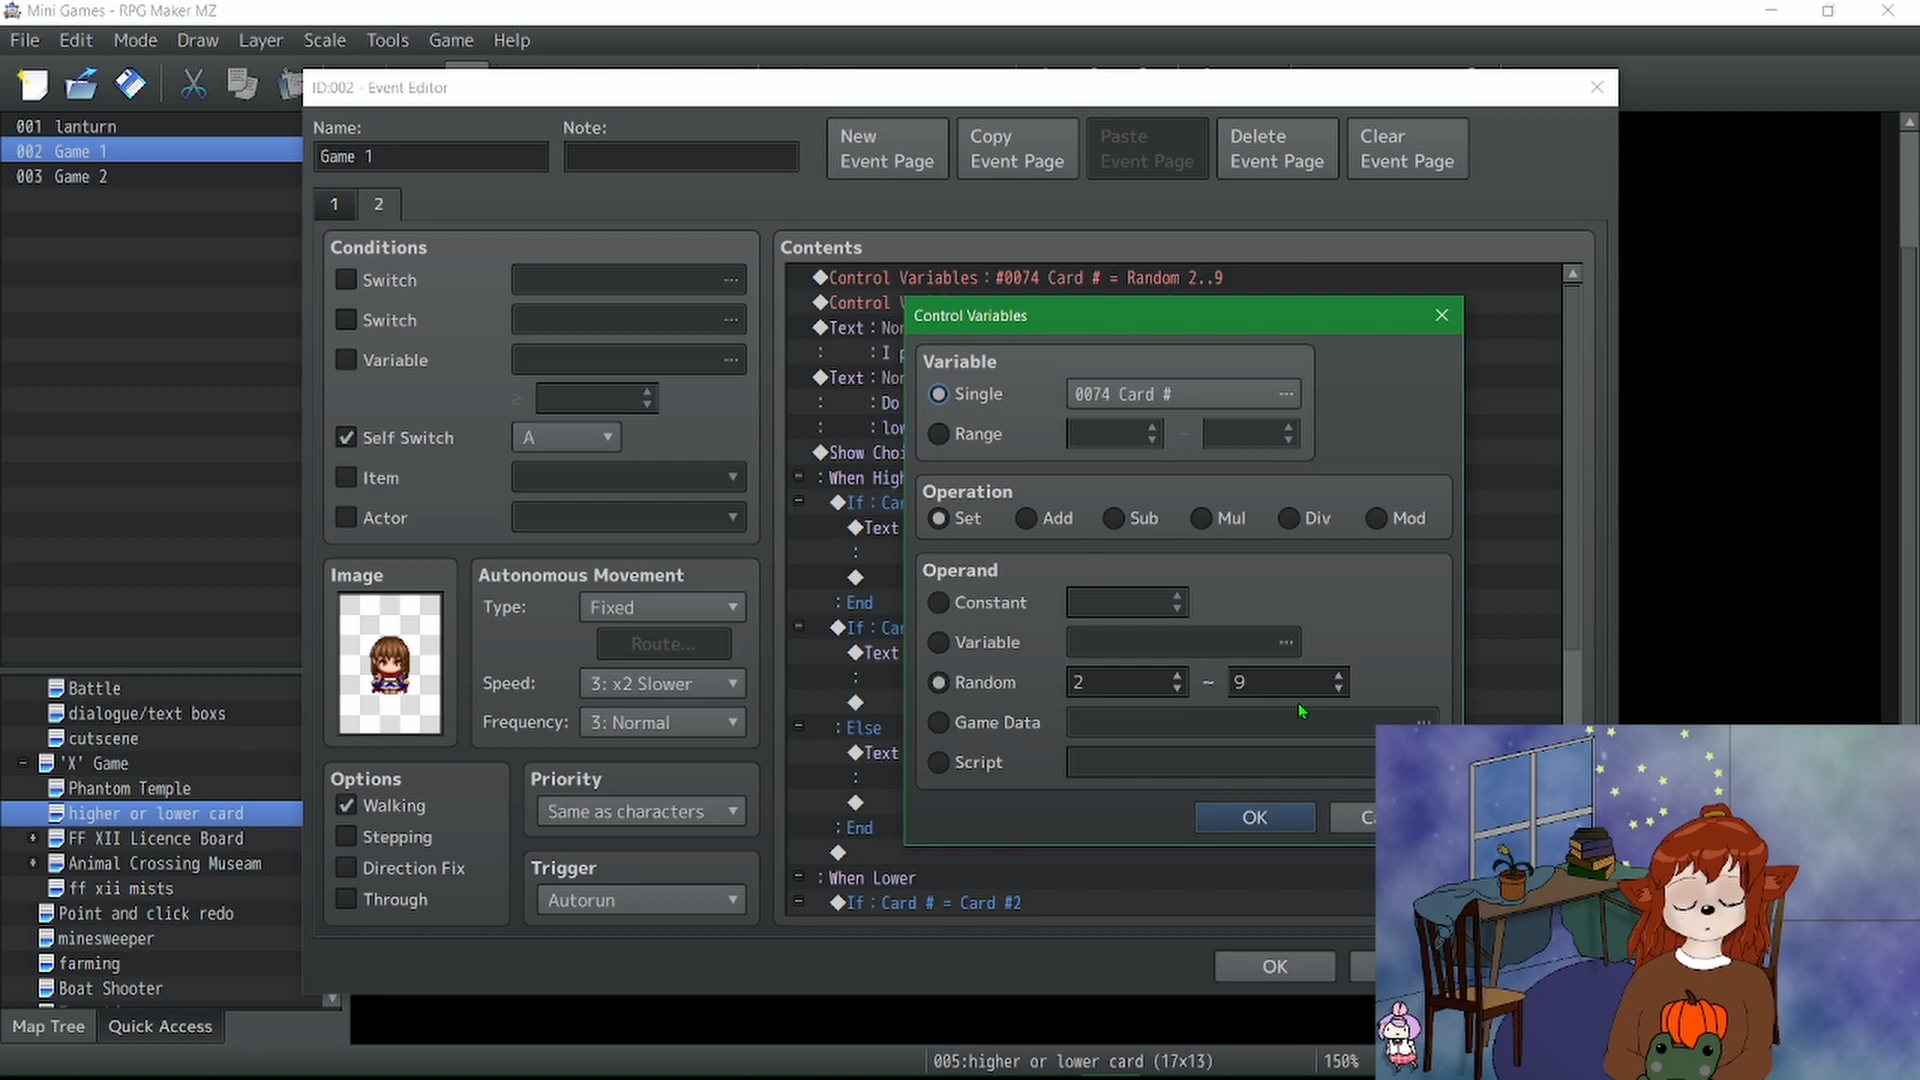 Mini Games - RPG Maker MZ
File Edit Mode Draw Layer Scale Tools Game Help
ID:002 - Event Editor
001 lanturn
002 Game 1
003 Game 2
Name:
Game 1
Note:
New
Event Page
Copy
Event Page
Paste
Event Page
Delete
Event Page
Clear
Event Page
1 2
Conditions
Switch ...
Switch ...
Variable ...
≥
Self Switch A
Item
Actor
Image
Autonomous Movement
Type: Fixed
Route...
Speed: 3: x2 Slower
Frequency: 3: Normal
Options
Walking
Stepping
Direction Fix
Through
Priority
Same as characters
Trigger
Autorun
Contents
◆Control Variables : #0074 Card # = Random 2..9
◆Control
◆Text : Non
: : I
◆Text : Non
: : Do
: : low
◆Show Choi
: When High
◆If : Car
◆Text
:
◆
: End
◆If : Car
◆Text
:
◆
: Else
◆Text
:
◆
: End
◆
: When Lower
◆If : Card # = Card #2
Control Variables
Variable
Single 0074 Card # ...
Range ~
Operation
Set Add Sub Mul Div Mod
Operand
Constant
Variable ...
Random 2 ~ 9
Game Data ...
Script
OK
Ca
OK
Battle
dialogue/text boxs
cutscene
'X' Game
Phantom Temple
higher or lower card
FF XII Licence Board
Animal Crossing Museam
ff xii mists
Point and click redo
minesweeper
farming
Boat Shooter
Map Tree Quick Access
005:higher or lower card (17x13) 150%